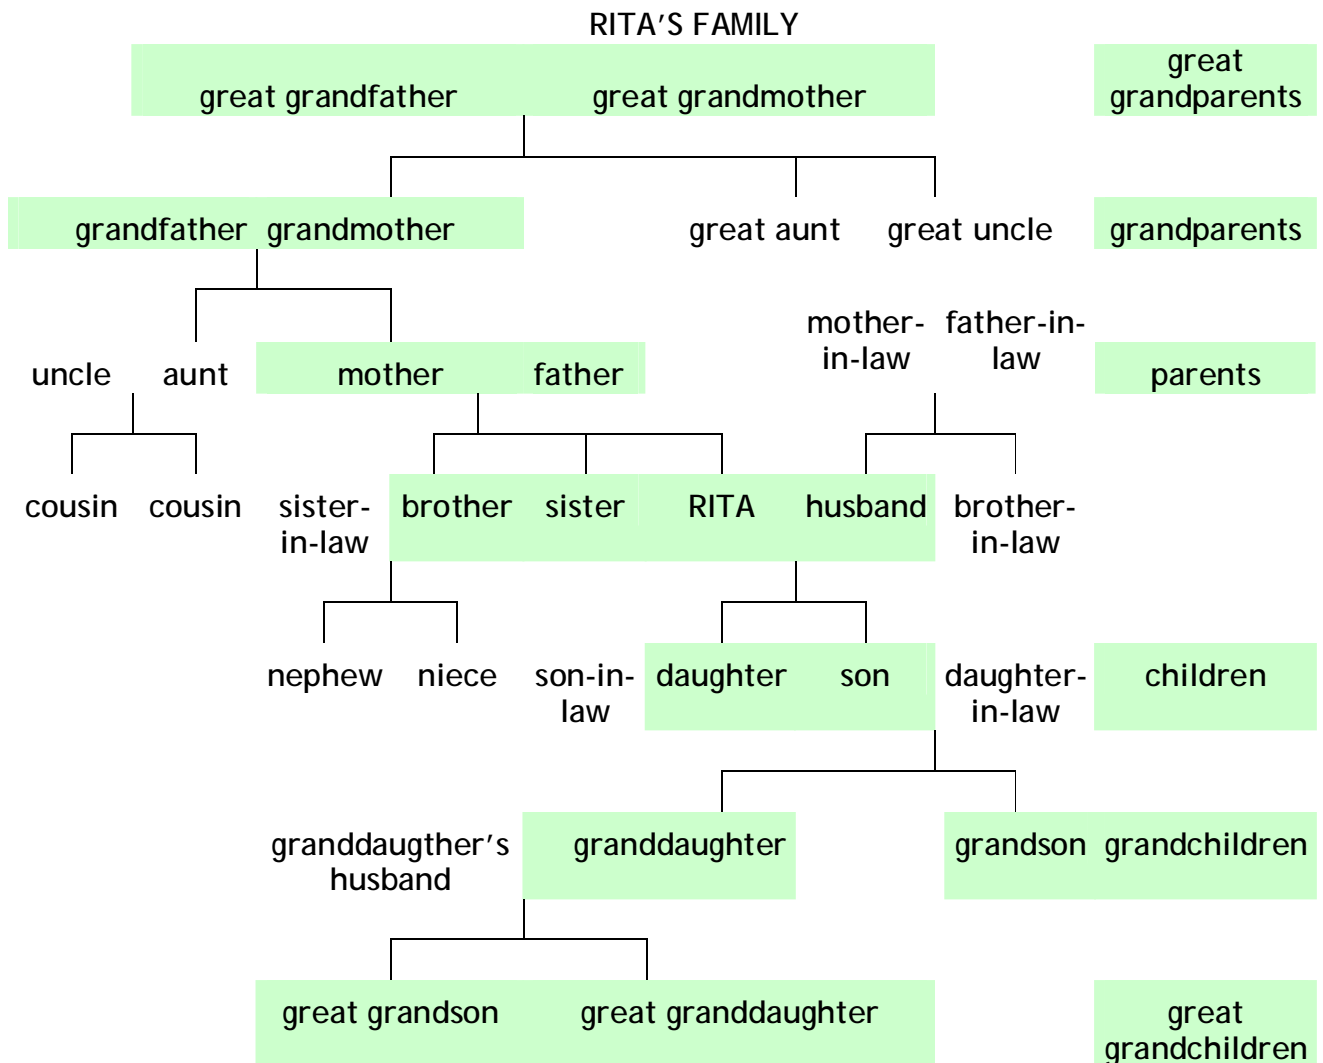 RITA'S FAMILY
great grandfather great grandmother great
grandparents
grandfather grandmother great aunt great uncle grandparents
uncle aunt mother father mother-
in-law father-in-
law parents
cousin cousin sister-
in-law brother sister RITA husband brother-
in-law
nephew niece son-in-
law daughter son daughter-
in-law children
granddaugther's
husband granddaughter grandson grandchildren
great grandson great granddaughter great
grandchildren